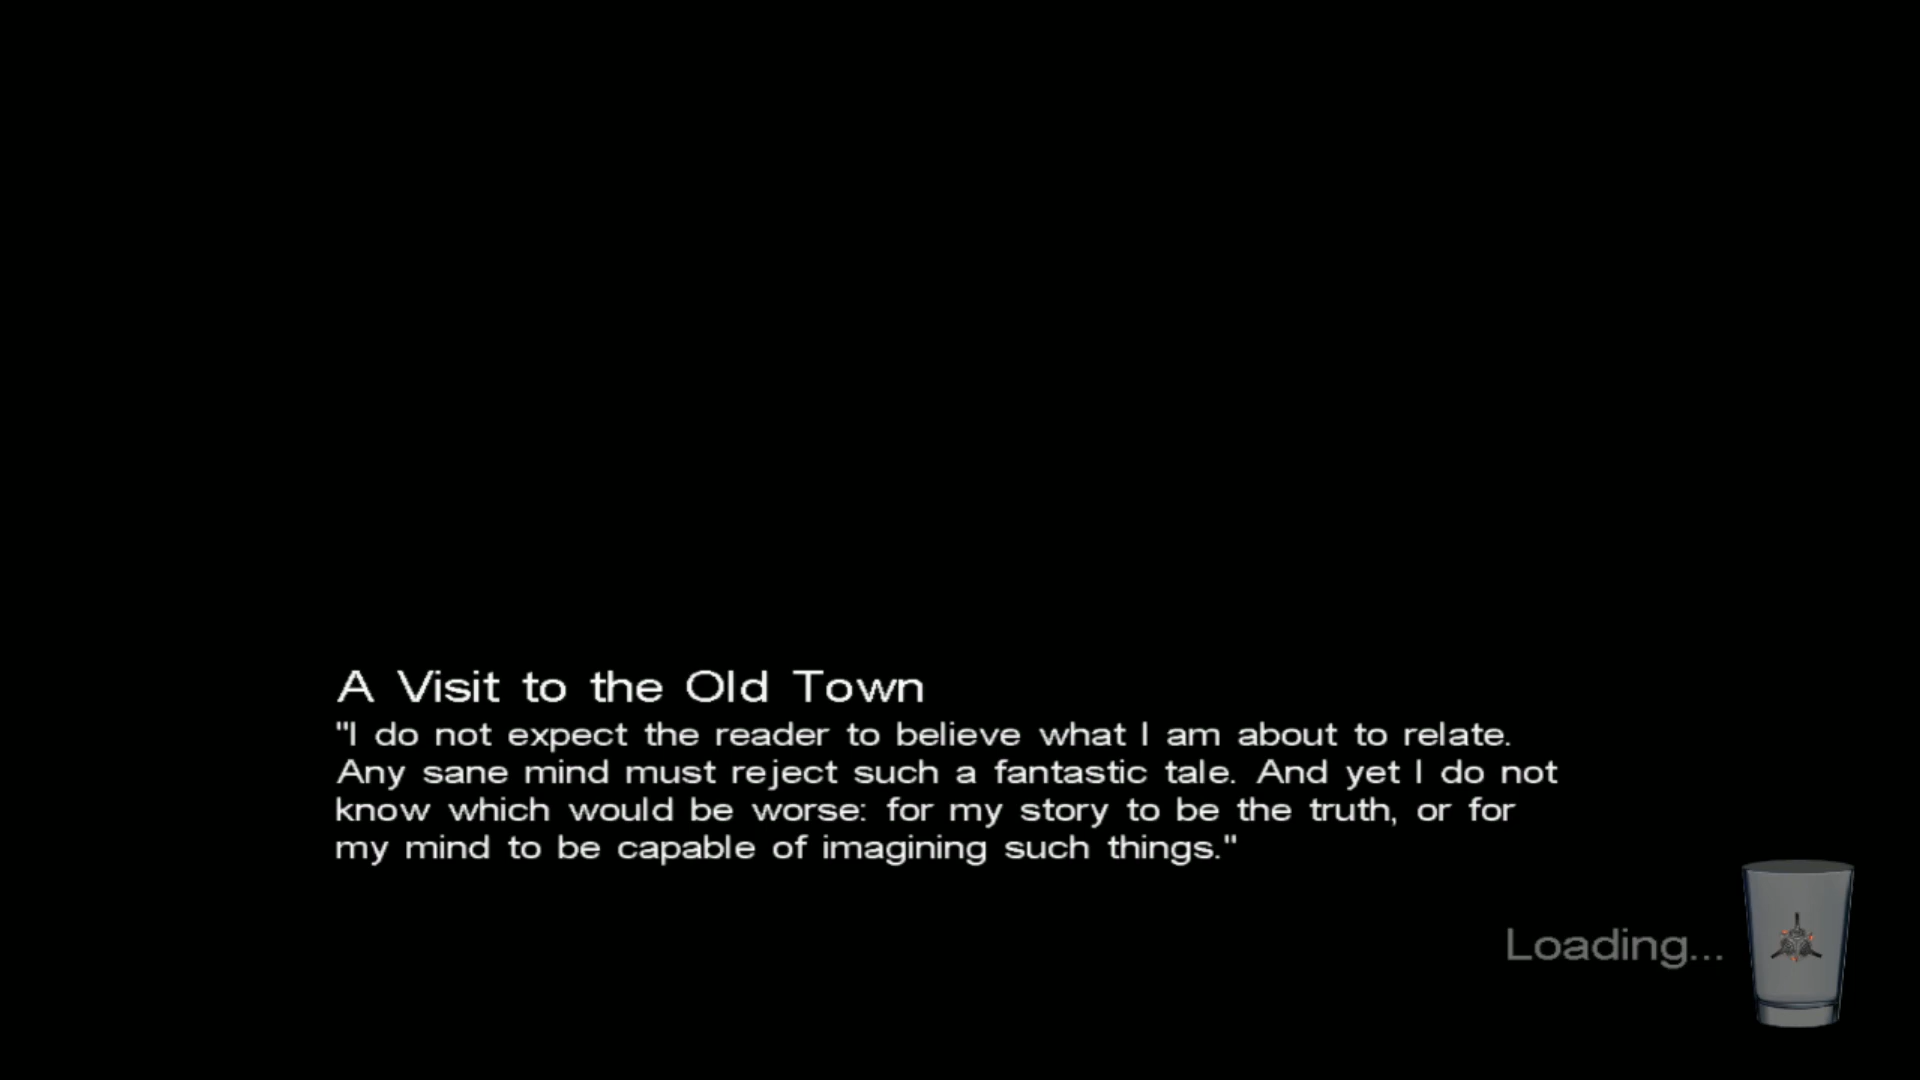 A Visit to the Old Town
"I do not expect the reader to believe what I am about to relate.
Any sane mind must reject such a fantastic tale. And yet I do not
know which would be worse: for my story to be the truth, or for
my mind to be capable of imagining such things."
Loading...